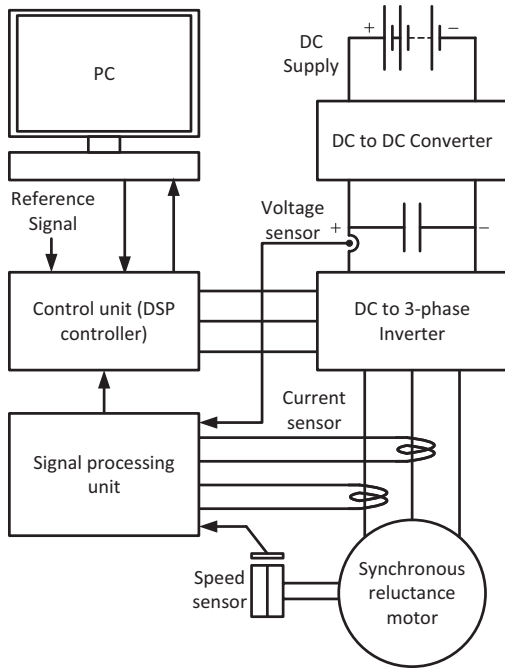 PC
+
−
DC
Supply
DC to DC Converter
Reference
Signal
Voltage
sensor
+
−
Control unit (DSP
controller)
DC to 3-phase
Inverter
Current
sensor
Signal processing
unit
Speed
sensor
Synchronous
reluctance
motor